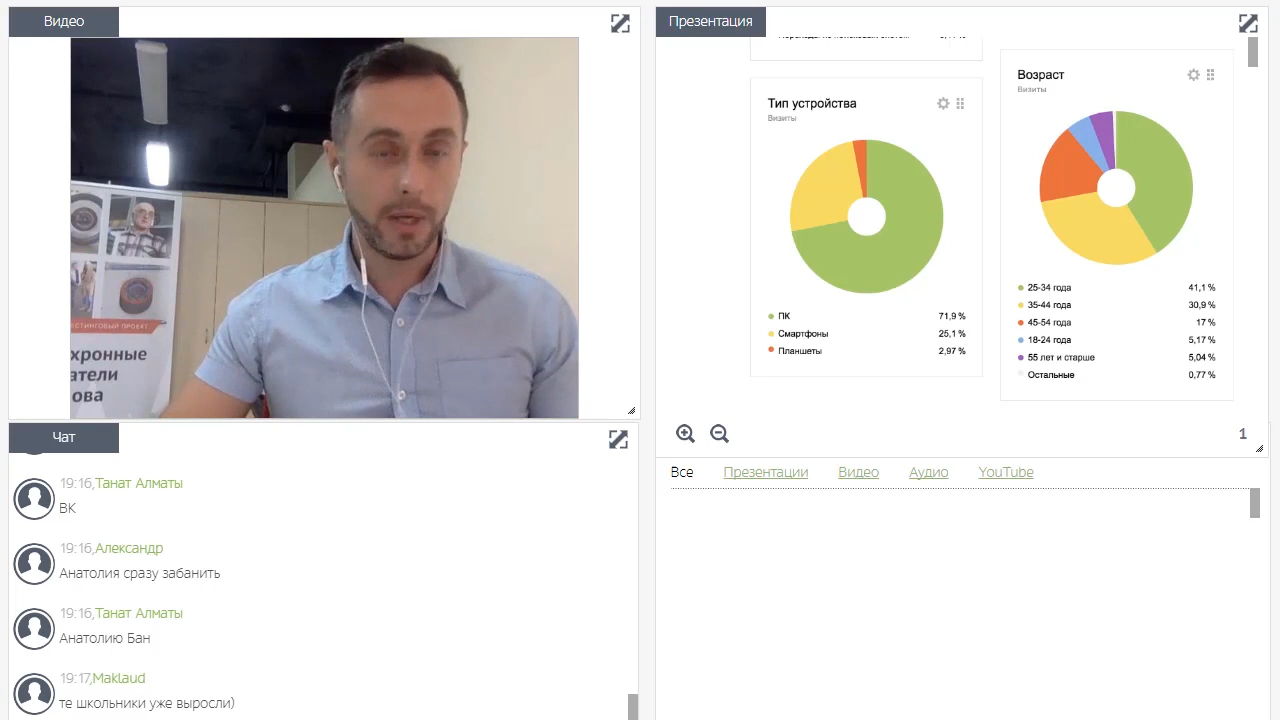 Видео
ЕСТИНГОВЫЙ ПРОЕКТ
хронные
атели
ова
Чат
19:16,Танат Алматы
ВК
19:16,Александр
Анатолия сразу забанить
19:16,Танат Алматы
Анатолию Бан
19:17,Maklaud
те школьники уже выросли)
Презентация
Тип устройства
Визиты
ПК 71,9 %
Смартфоны 25,1 %
Планшеты 2,97 %
Возраст
Визиты
25-34 года 41,1 %
35-44 года 30,9 %
45-54 года 17 %
18-24 года 5,17 %
55 лет и старше 5,04 %
Остальные 0,77 %
1
Все Презентации Видео Аудио YouTube